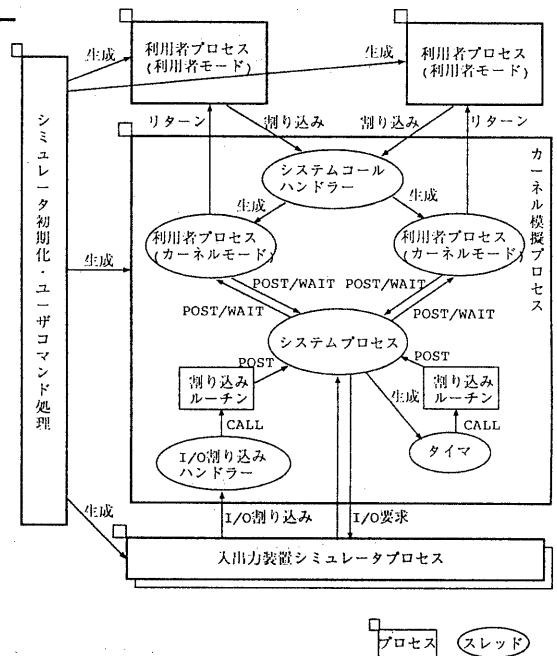 生成
利用者プロセス
(利用者モード)
生成
利用者プロセス
(利用者モード)
リターン
割り込み
割り込み
リターン
シミュレータ初期化・ユーザコマンド処理
カーネル模擬プロセス
システムコール
ハンドラー
生成
生成
利用者プロセス
(カーネルモード)
利用者プロセス
(カーネルモード)
生成
POST/WAIT
POST/WAIT
POST/WAIT
POST/WAIT
システムプロセス
POST
POST
割り込み
ルーチン
生成
割り込み
ルーチン
CALL
CALL
I/O割り込み
ハンドラー
タイマ
生成
I/O割り込み
I/O要求
入出力装置シミュレータプロセス
プロセス
スレッド